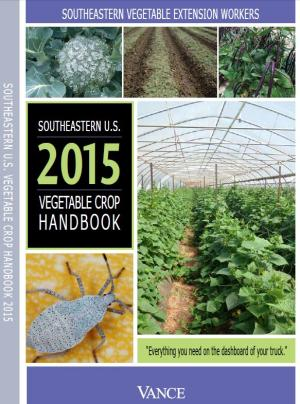 SOUTHEASTERN VEGETABLE EXTENSION WORKERS
SOUTHEASTERN U.S. VEGETABLE CROP HANDBOOK 2015
SOUTHEASTERN U.S.
2015
VEGETABLE CROP
HANDBOOK
"Everything you need on the dashboard of your truck."
VANCE